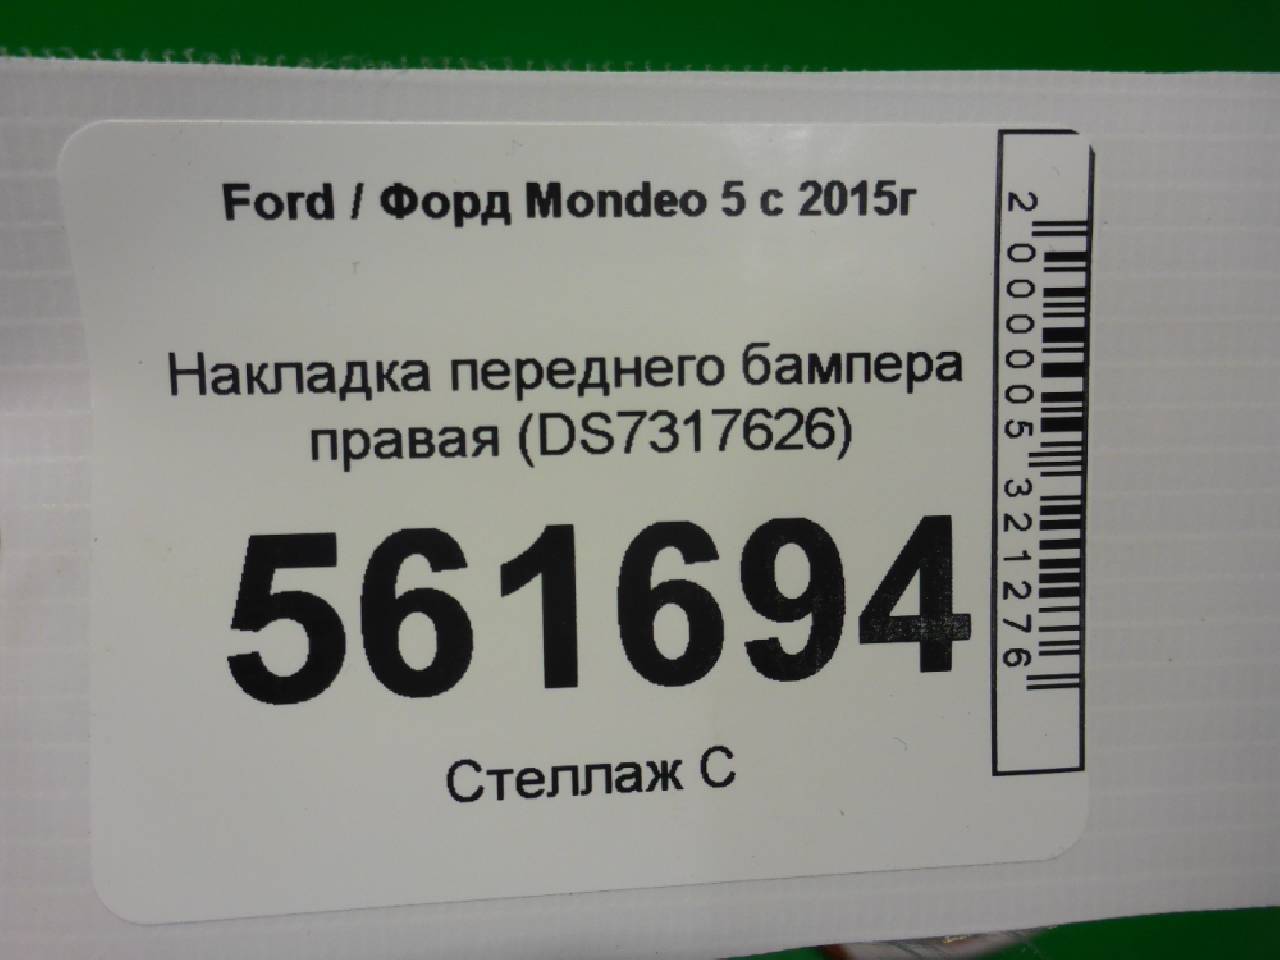 Ford / Форд Mondeo 5 с 2015г
Накладка переднего бампера
правая (DS7317626)
561694
Стеллаж С
2000005321276